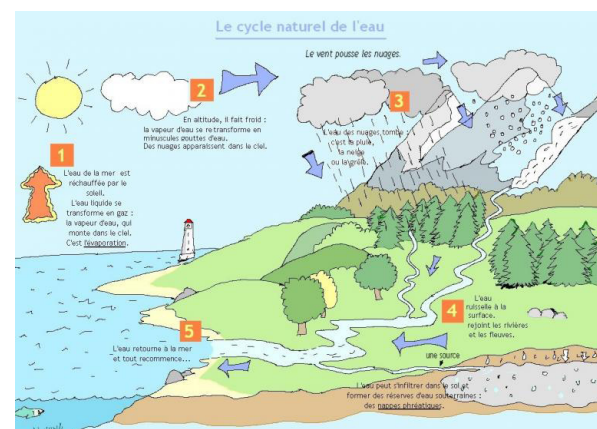 Le cycle naturel de l'eau
Le vent pousse les nuages.
2
En altitude, il fait froid :
la vapeur d'eau se re transforme en
minuscules gouttes d'eau.
Des nuages apparaissent dans le ciel.
3
L'eau des nuages tombe :
c'est la pluie,
la neige
ou la grêle.
1
L'eau de la mer est
réchauffée par le
soleil.
L'eau liquide se
transforme en gaz :
la vapeur d'eau, qui
monte dans le ciel.
C'est l'évaporation.
4
L'eau
ruisselle à la
surface.
rejoint les rivières
et les fleuves.
5
L'eau retourne à la mer
et tout recommence...
une source
L'eau peut s'infiltrer dans le sol et
former des réserves d'eau souterraines :
des nappes phréatiques.